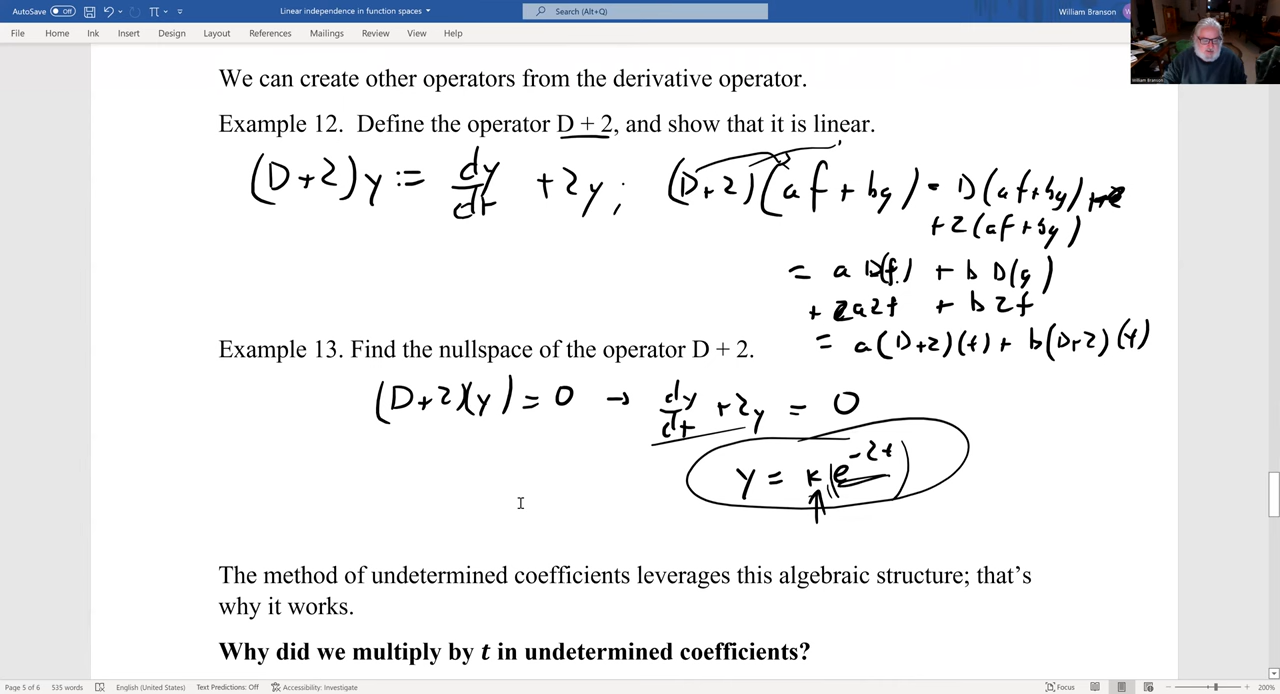 AutoSave Off Linear independence in function spaces Search (Alt+Q) William Branson
File Home Ink Insert Design Layout References Mailings Review View Help
William Branson
We can create other operators from the derivative operator.
Example 12. Define the operator D + 2, and show that it is linear.
(D+2)y := dy/dt + 2y; (D+2)(af + bg) = D(af+bg)
+2(af+bg)
= a D(f) + b D(g)
+ a2f + b2f
= a(D+2)(f) + b(D+2)(f)
Example 13. Find the nullspace of the operator D + 2.
(D+2)(y) = 0 → dy/dt + 2y = 0
y = k e^-2t
The method of undetermined coefficients leverages this algebraic structure; that's
why it works.
Why did we multiply by t in undetermined coefficients?
Page 5 of 6 535 words English (United States) Text Predictions: Off Accessibility: Investigate Focus 200%